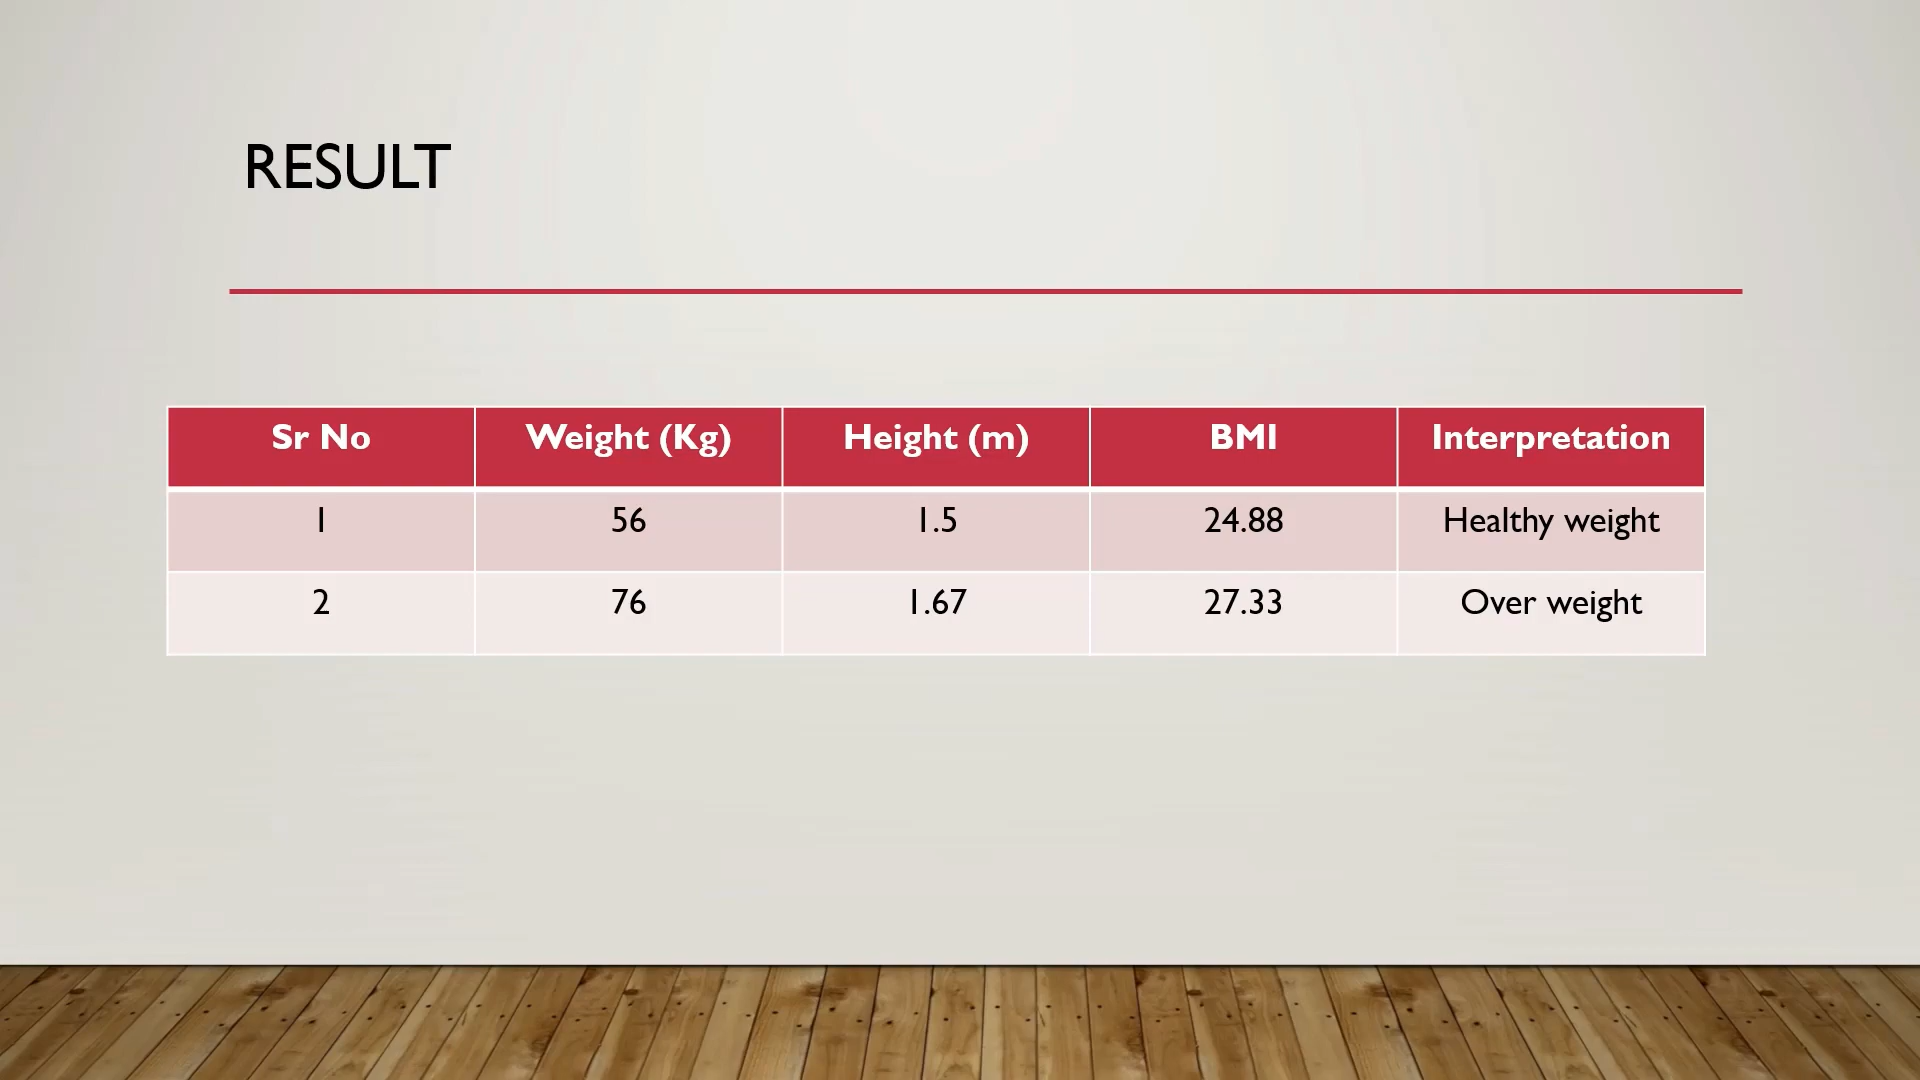 RESULT
Sr No Weight (Kg) Height (m) BMI Interpretation
1 56 1.5 24.88 Healthy weight
2 76 1.67 27.33 Over weight